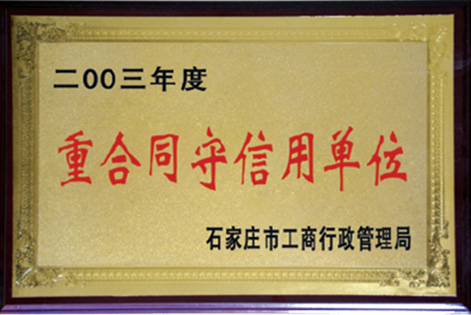 二00三年度
重合同守信用单位
石家庄市工商行政管理局